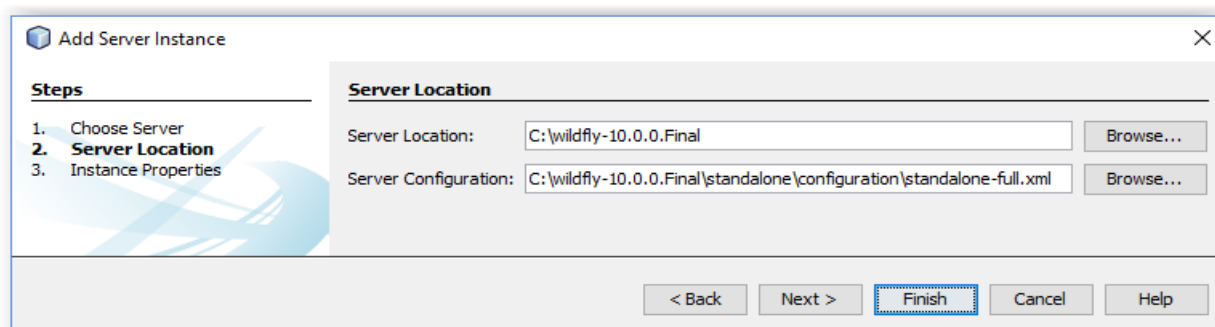 Add Server Instance
Steps
1. Choose Server
2. Server Location
3. Instance Properties
Server Location
Server Location: C:\wildfly-10.0.0.Final Browse...
Server Configuration: C:\wildfly-10.0.0.Final\standalone\configuration\standalone-full.xml Browse...
< Back Next > Finish Cancel Help